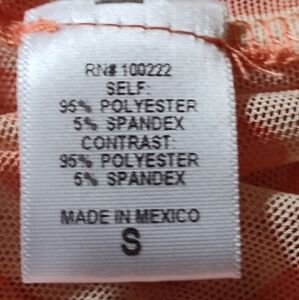 RN# 100222
SELF:
95% POLYESTER
5% SPANDEX
CONTRAST:
95% POLYESTER
5% SPANDEX
MADE IN MEXICO
S